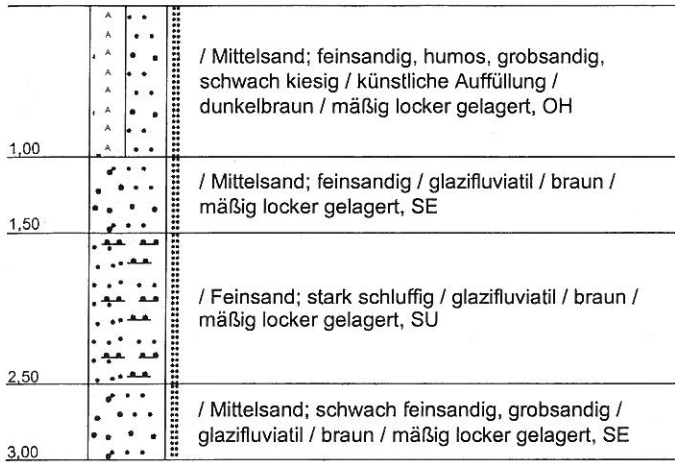 / Mittelsand; feinsandig, humos, grobsandig,
schwach kiesig / künstliche Auffüllung /
dunkelbraun / mäßig locker gelagert, OH
1,00
/ Mittelsand; feinsandig / glazifluviatil / braun /
mäßig locker gelagert, SE
1,50
/ Feinsand; stark schluffig / glazifluviatil / braun /
mäßig locker gelagert, SU
2,50
/ Mittelsand; schwach feinsandig, grobsandig /
glazifluviatil / braun / mäßig locker gelagert, SE
3,00
A
A
A
A
A
A
A
A